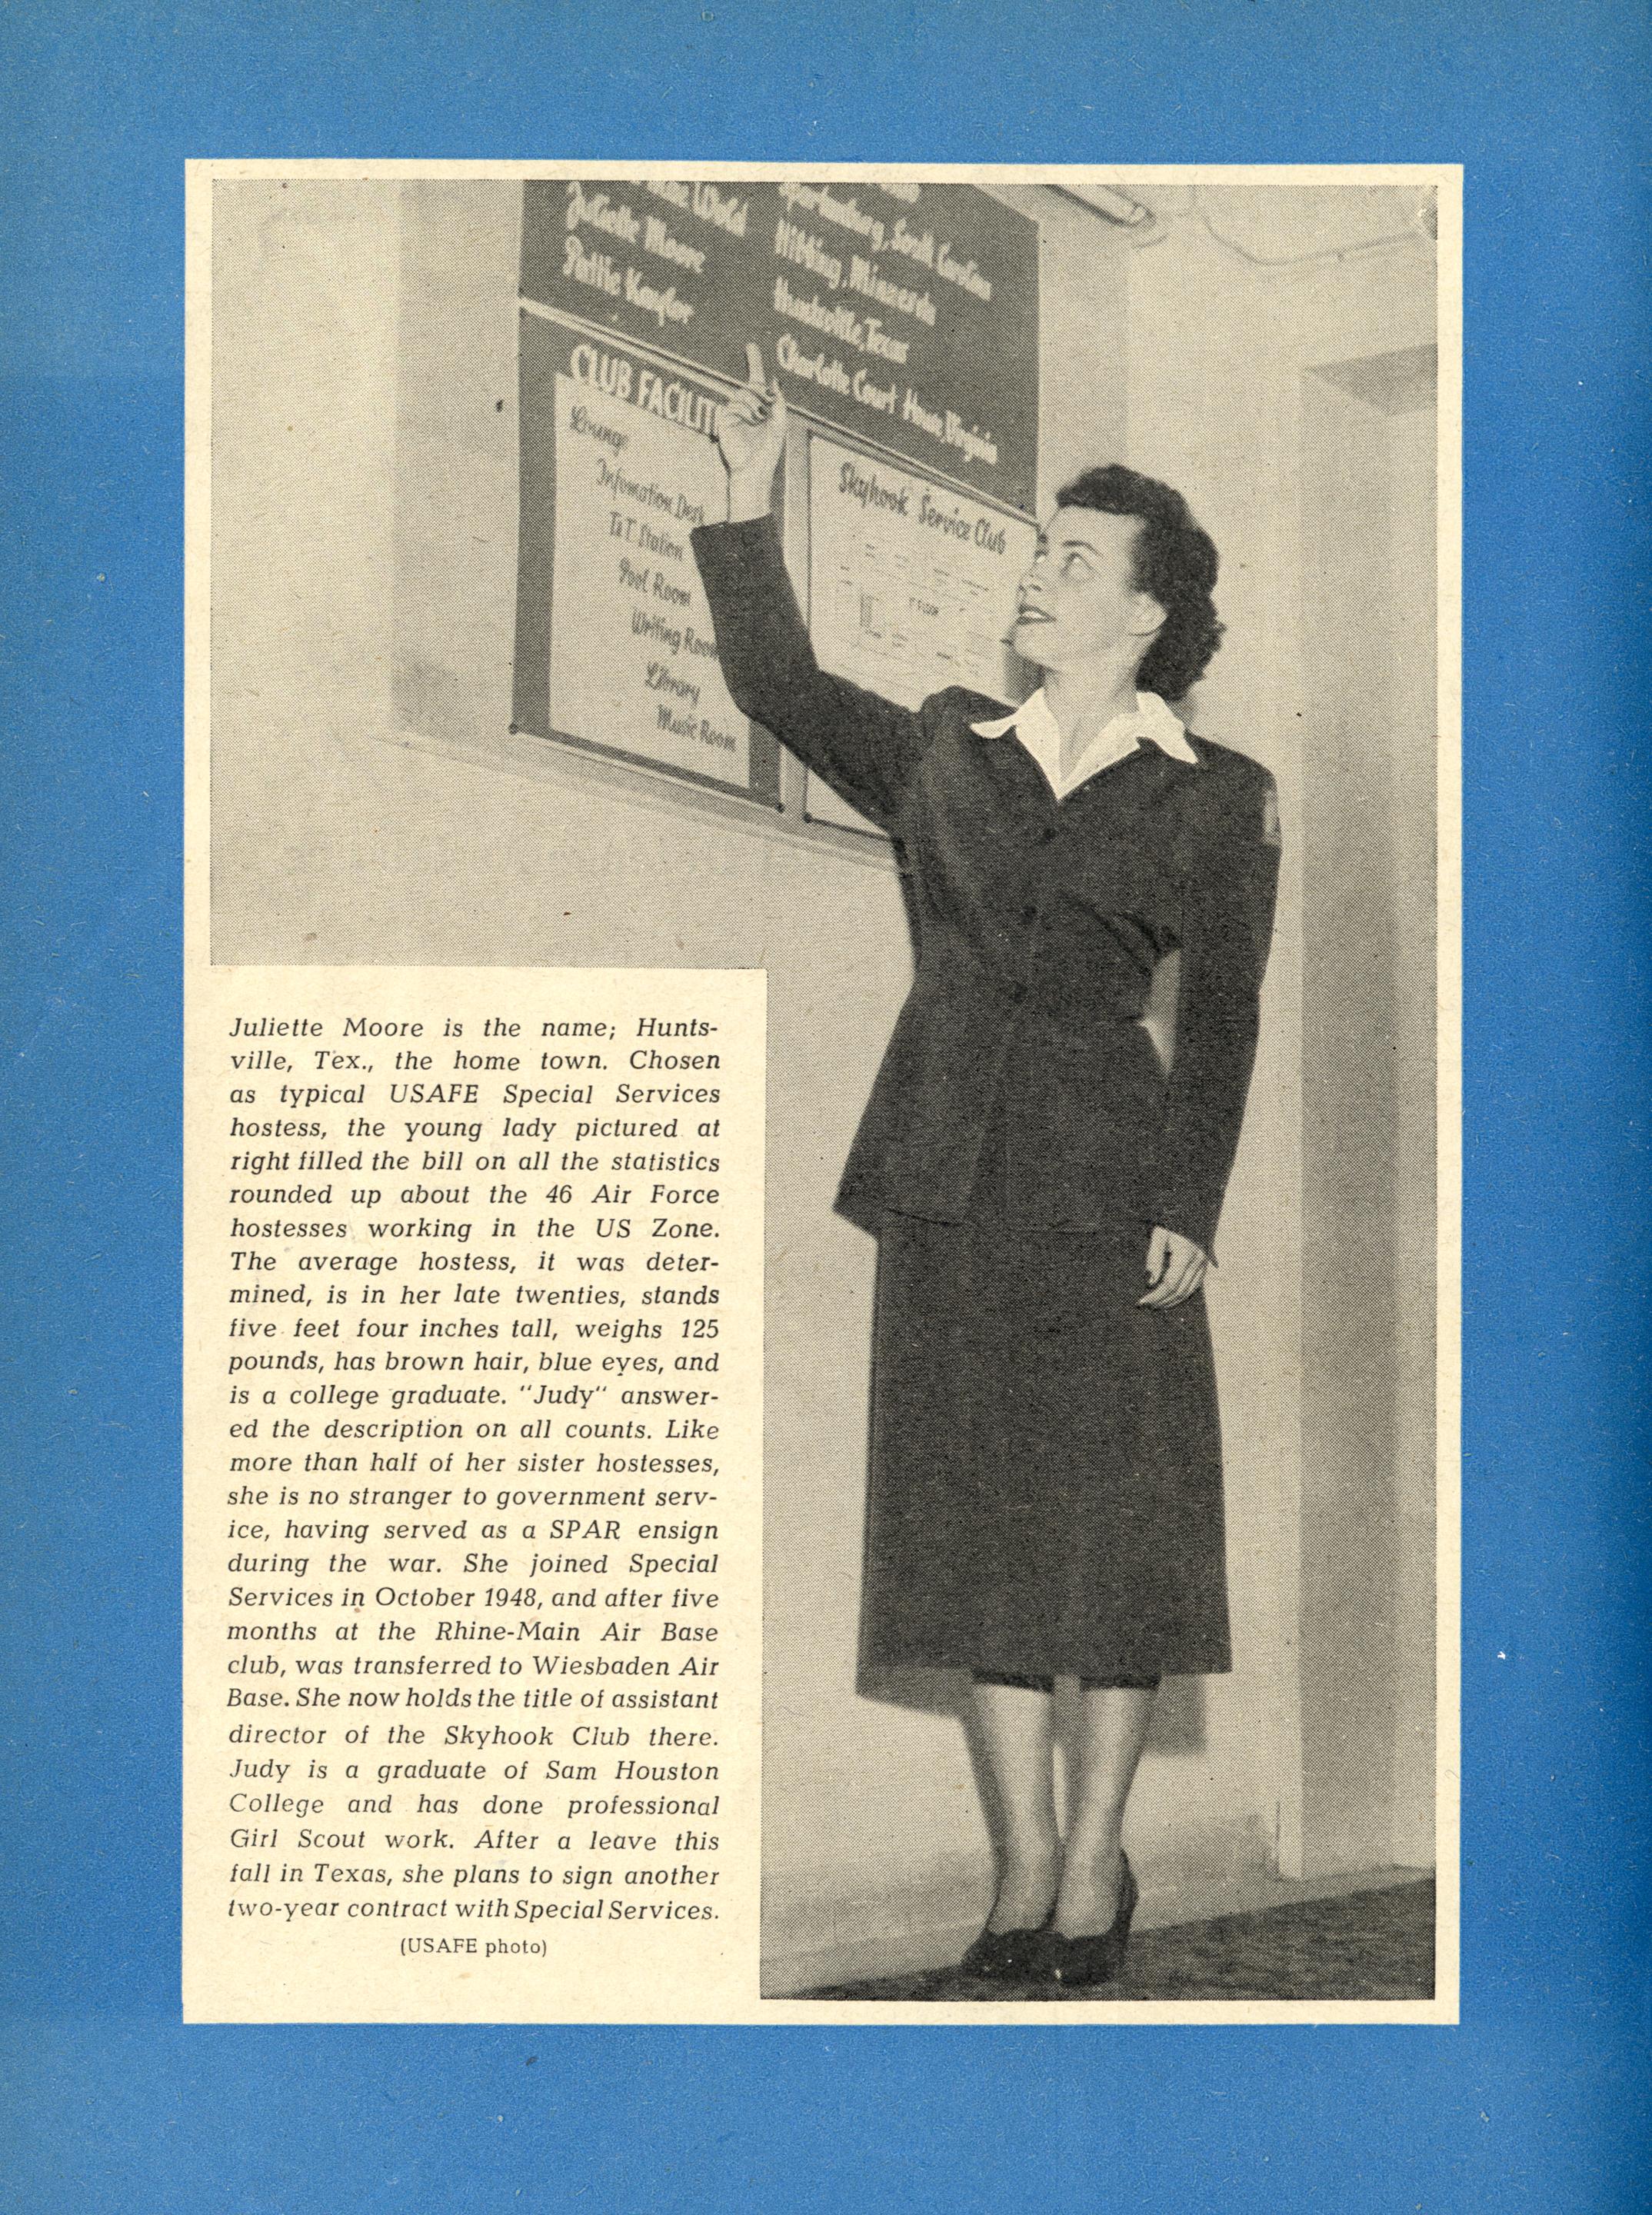 Wold
Juliette Moore
Pattie Kaylor
Spartanburg, South Carolina
Hibbing, Minnesota
Huntsville, Texas
Charlotte Court House, Virginia
CLUB FACILITI
Lounge
Information Desk
T&T Station
Pool Room
Writing Room
Library
Music Room
Skyhook Service Club
1st FLOOR
Juliette Moore is the name; Hunts-
ville, Tex., the home town. Chosen
as typical USAFE Special Services
hostess, the young lady pictured at
right filled the bill on all the statistics
rounded up about the 46 Air Force
hostesses working in the US Zone.
The average hostess, it was deter-
mined, is in her late twenties, stands
five feet four inches tall, weighs 125
pounds, has brown hair, blue eyes, and
is a college graduate. "Judy" answer-
ed the description on all counts. Like
more than half of her sister hostesses,
she is no stranger to government serv-
ice, having served as a SPAR ensign
during the war. She joined Special
Services in October 1948, and after five
months at the Rhine-Main Air Base
club, was transferred to Wiesbaden Air
Base. She now holds the title of assistant
director of the Skyhook Club there.
Judy is a graduate of Sam Houston
College and has done professional
Girl Scout work. After a leave this
fall in Texas, she plans to sign another
two-year contract with Special Services.
(USAFE photo)